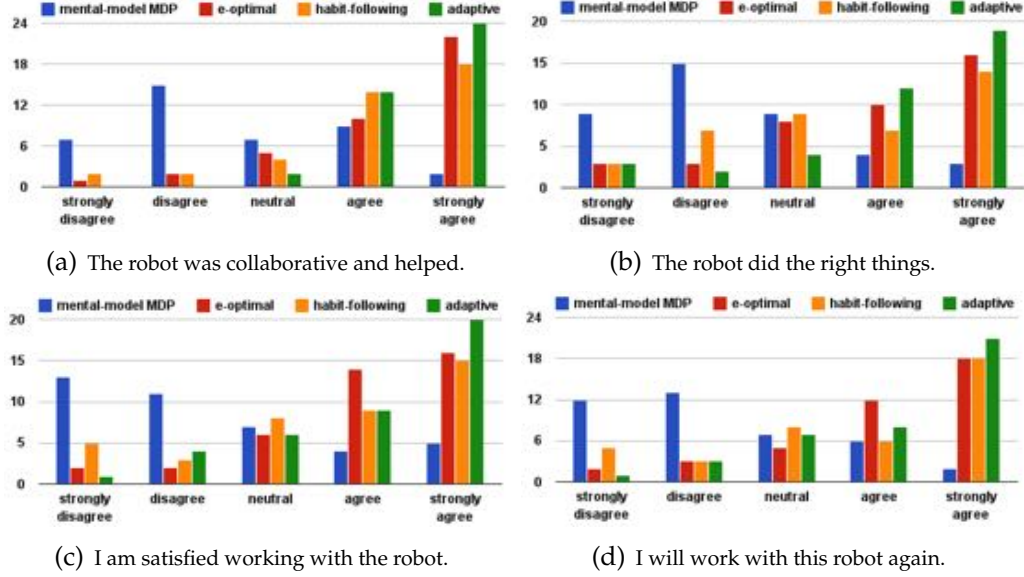 mental-model MDP e-optimal habit-following adaptive
24
18
12
6
0
strongly disagree disagree neutral agree strongly agree
(a) The robot was collaborative and helped.
mental-model MDP e-optimal habit-following adaptive
20
15
10
5
0
strongly disagree disagree neutral agree strongly agree
(b) The robot did the right things.
mental-model MDP e-optimal habit-following adaptive
20
15
10
5
0
strongly disagree disagree neutral agree strongly agree
(c) I am satisfied working with the robot.
mental-model MDP e-optimal habit-following adaptive
24
18
12
6
0
strongly disagree disagree neutral agree strongly agree
(d) I will work with this robot again.